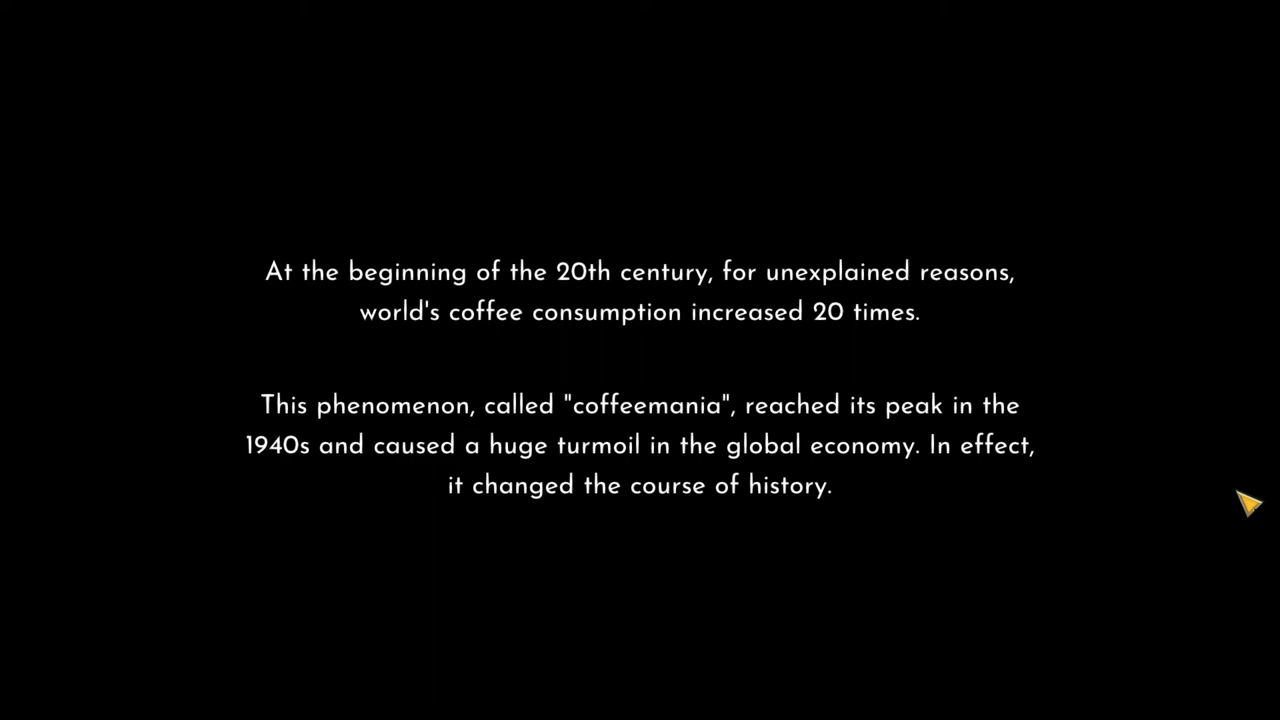 At the beginning of the 20th century, for unexplained reasons,
world's coffee consumption increased 20 times.
This phenomenon, called "coffeemania", reached its peak in the
1940s and caused a huge turmoil in the global economy. In effect,
it changed the course of history.